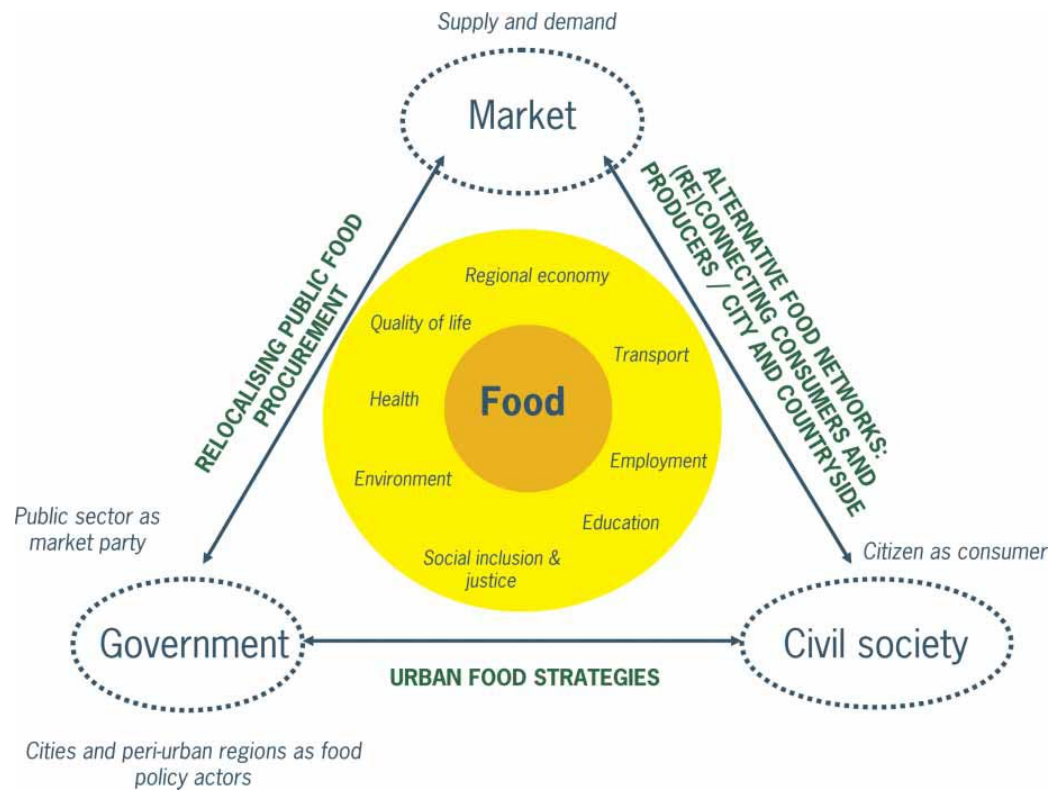 Supply and demand
Market
RELOCALISING PUBLIC FOOD
PROCUREMENT
ALTERNATIVE FOOD NETWORKS:
(RE)CONNECTING CONSUMERS AND
PRODUCERS / CITY AND COUNTRYSIDE
Regional economy
Quality of life
Transport
Health
Food
Employment
Environment
Education
Social inclusion &
justice
Public sector as
market party
Citizen as consumer
Government
Civil society
URBAN FOOD STRATEGIES
Cities and peri-urban regions as food
policy actors